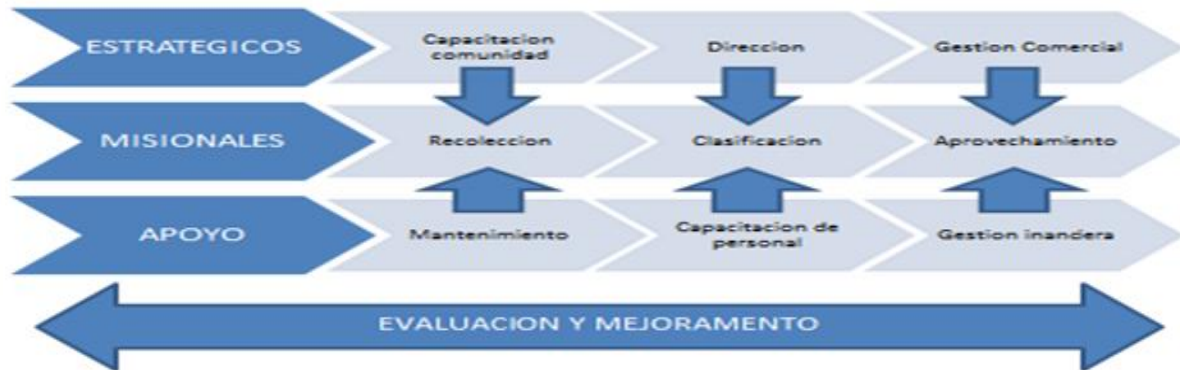 ESTRATEGICOS
Capacitacion
comunidad
Direccion
Gestion Comercial
MISIONALES
Recoleccion
Clasificacion
Aprovechamiento
APOYO
Mantenimiento
Capacitacion de
personal
Gestion inandera
EVALUACION Y MEJORAMENTO